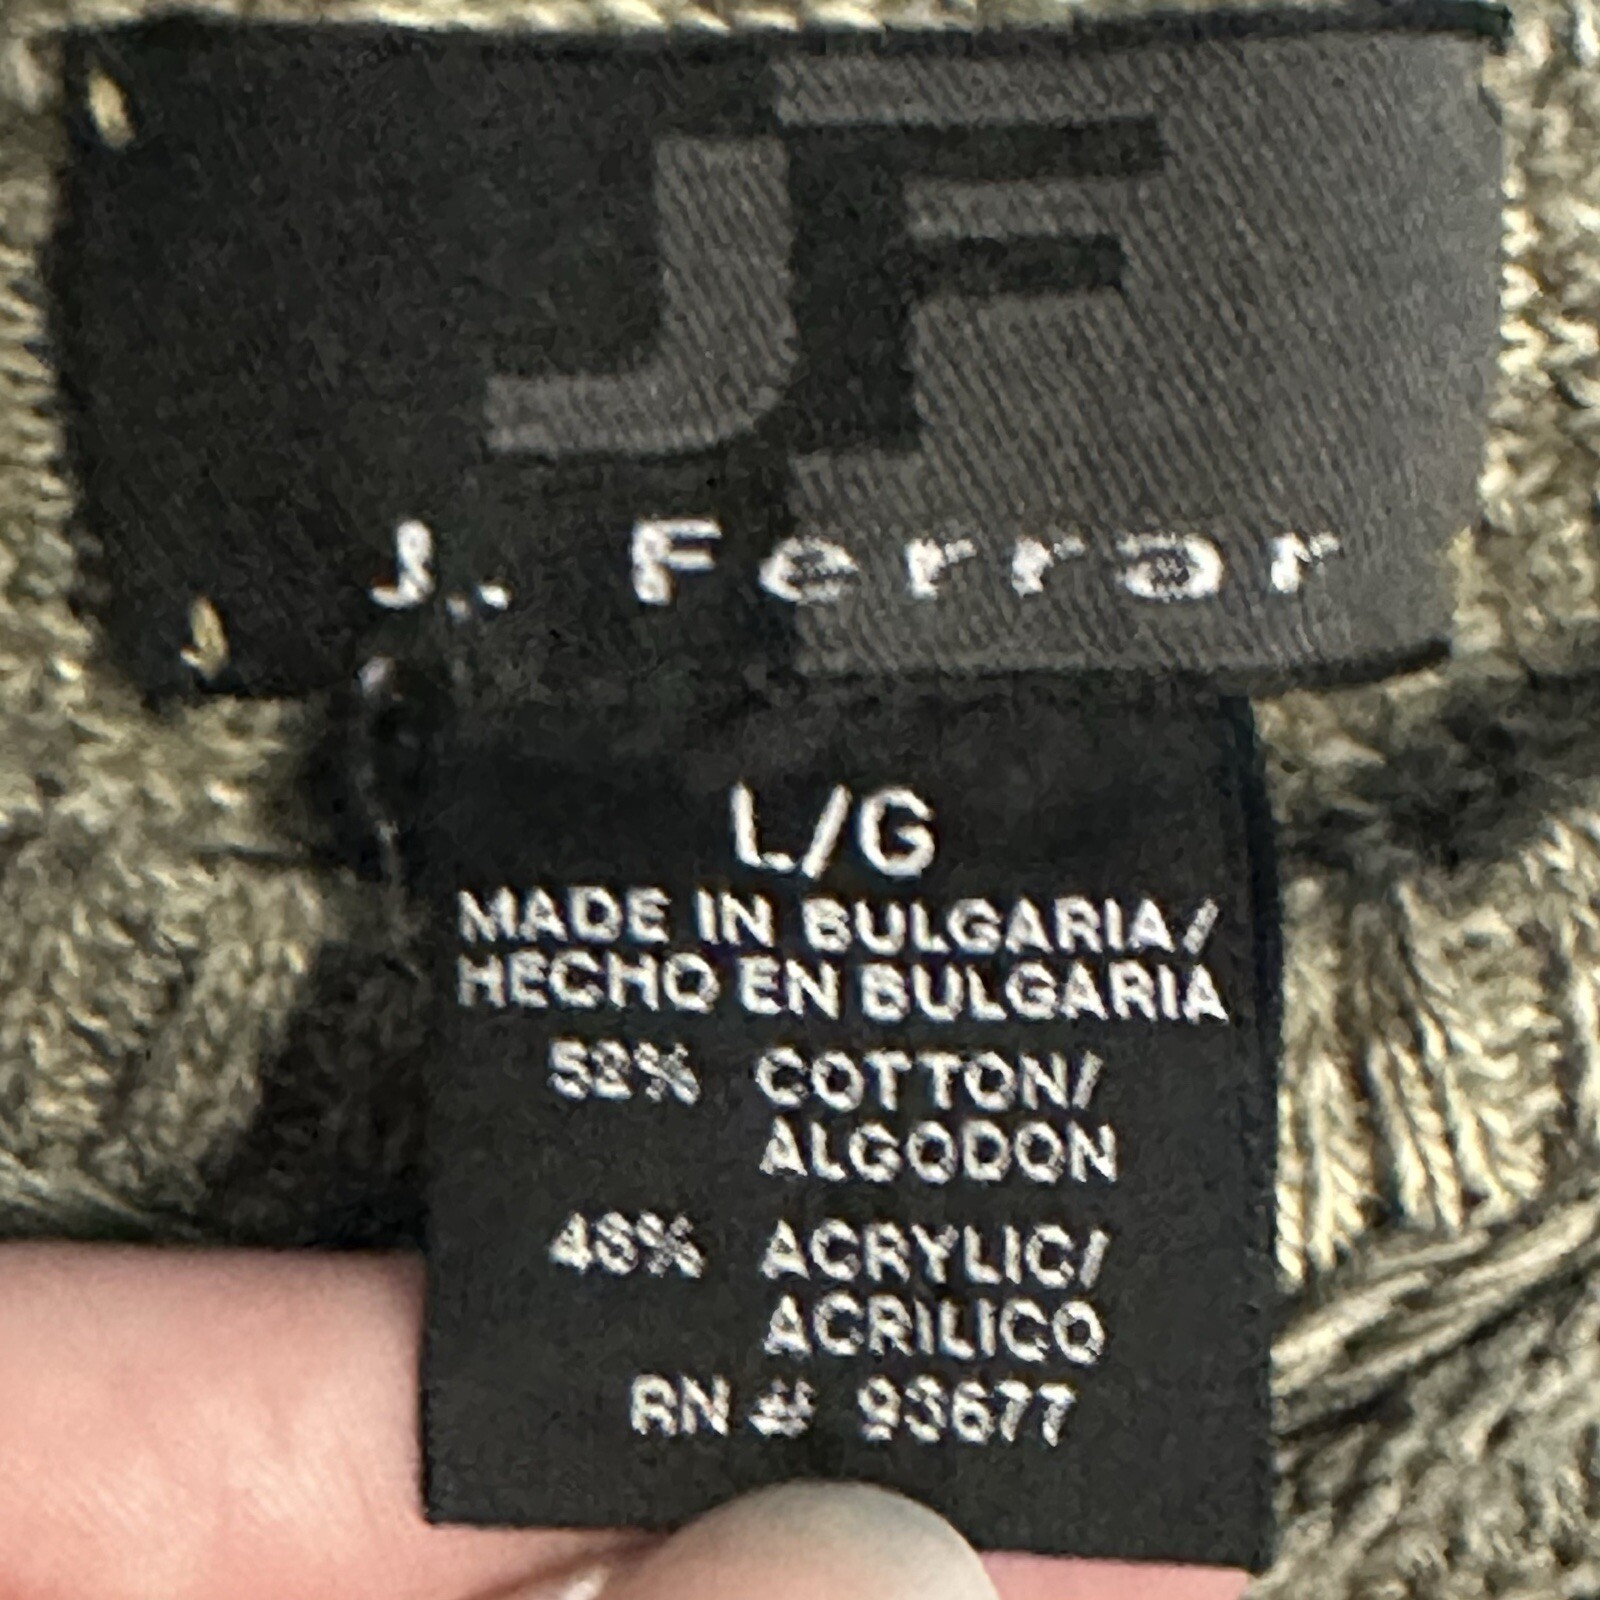 JF
J. Ferrar
L/G
MADE IN BULGARIA/
HECHO EN BULGARIA
52% COTTON/
ALGODON
48% ACRYLIC/
ACRILICO
RN # 93677